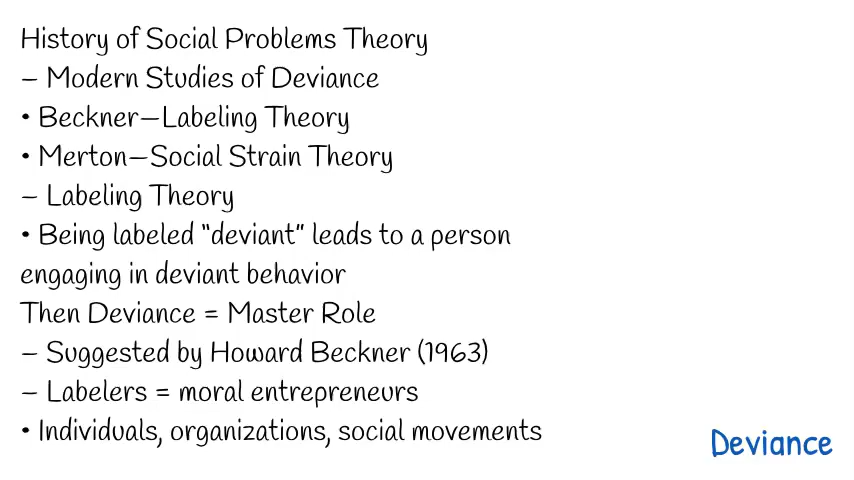 History of Social Problems Theory
– Modern Studies of Deviance
• Beckner–Labeling Theory
• Merton–Social Strain Theory
– Labeling Theory
• Being labeled “deviant” leads to a person
engaging in deviant behavior
Then Deviance = Master Role
– Suggested by Howard Beckner (1963)
– Labelers = moral entrepreneurs
• Individuals, organizations, social movements
Deviance